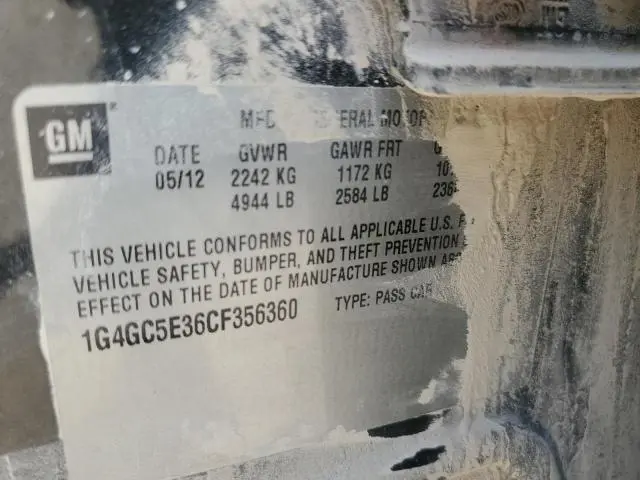 GM
DATE GVWR GAWR FRT
05/12 2242 KG 1172 KG
4944 LB 2584 LB
THIS VEHICLE CONFORMS TO ALL APPLICABLE U.S.
VEHICLE SAFETY, BUMPER, AND THEFT PREVENTION
EFFECT ON THE DATE OF MANUFACTURE SHOWN
1G4GC5E36CF356360 TYPE: PASS CAR